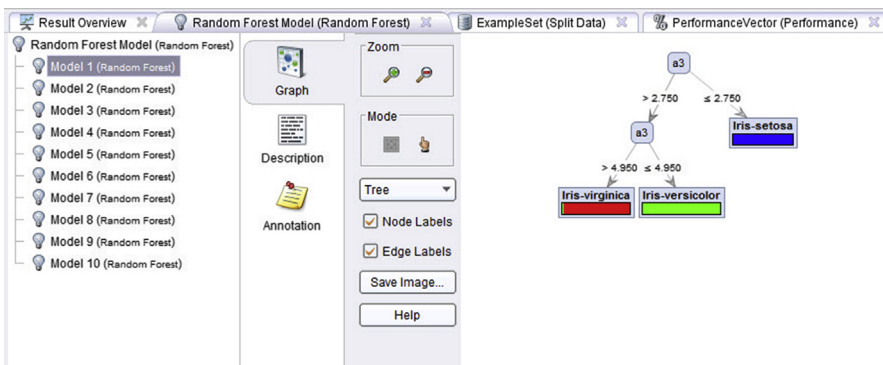 Result Overview
Random Forest Model (Random Forest)
ExampleSet (Split Data)
PerformanceVector (Performance)
Random Forest Model (Random Forest)
Model 1 (Random Forest)
Model 2 (Random Forest)
Model 3 (Random Forest)
Model 4 (Random Forest)
Model 5 (Random Forest)
Model 6 (Random Forest)
Model 7 (Random Forest)
Model 8 (Random Forest)
Model 9 (Random Forest)
Model 10 (Random Forest)
Graph
Description
Annotation
Zoom
Mode
Tree
Node Labels
Edge Labels
Save Image...
Help
a3
> 2.750 ≤ 2.750
a3
Iris-setosa
> 4.950 ≤ 4.950
Iris-virginica
Iris-versicolor